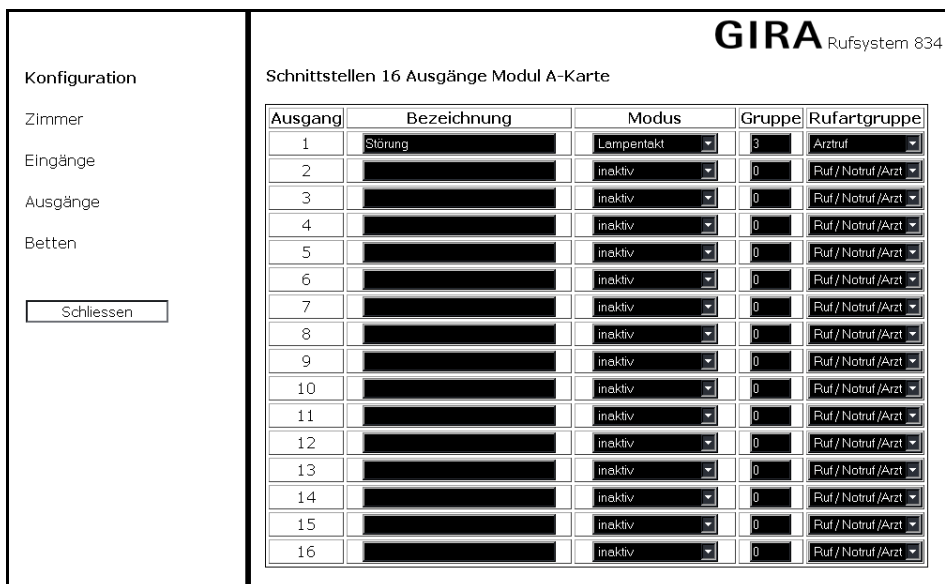 GIRA Rufsystem 834
Konfiguration
Zimmer
Eingänge
Ausgänge
Betten
Schliessen
Schnittstellen 16 Ausgänge Modul A-Karte
Ausgang Bezeichnung Modus Gruppe Rufartgruppe
1 Störung Lampentakt 3 Arztruf
2 inaktiv 0 Ruf / Notruf /Arzt
3 inaktiv 0 Ruf / Notruf /Arzt
4 inaktiv 0 Ruf / Notruf /Arzt
5 inaktiv 0 Ruf / Notruf /Arzt
6 inaktiv 0 Ruf / Notruf /Arzt
7 inaktiv 0 Ruf / Notruf /Arzt
8 inaktiv 0 Ruf / Notruf /Arzt
9 inaktiv 0 Ruf / Notruf /Arzt
10 inaktiv 0 Ruf / Notruf /Arzt
11 inaktiv 0 Ruf / Notruf /Arzt
12 inaktiv 0 Ruf / Notruf /Arzt
13 inaktiv 0 Ruf / Notruf /Arzt
14 inaktiv 0 Ruf / Notruf /Arzt
15 inaktiv 0 Ruf / Notruf /Arzt
16 inaktiv 0 Ruf / Notruf /Arzt